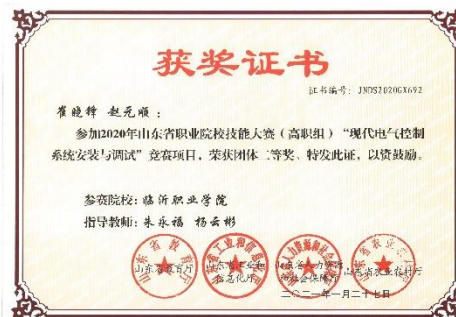 获奖证书
证书编号：JNDS2020GX692
崔晓锋 赵元顺：
参加2020年山东省职业院校技能大赛（高职组）“现代电气控制
系统安装与调试”竞赛项目，荣获团体二等奖、特发此证，以资鼓励。
参赛院校：临沂职业学院
指导教师：朱永福 杨云彬
山东省教育厅
山东省农业农村厅
二〇二一年一月二十七日